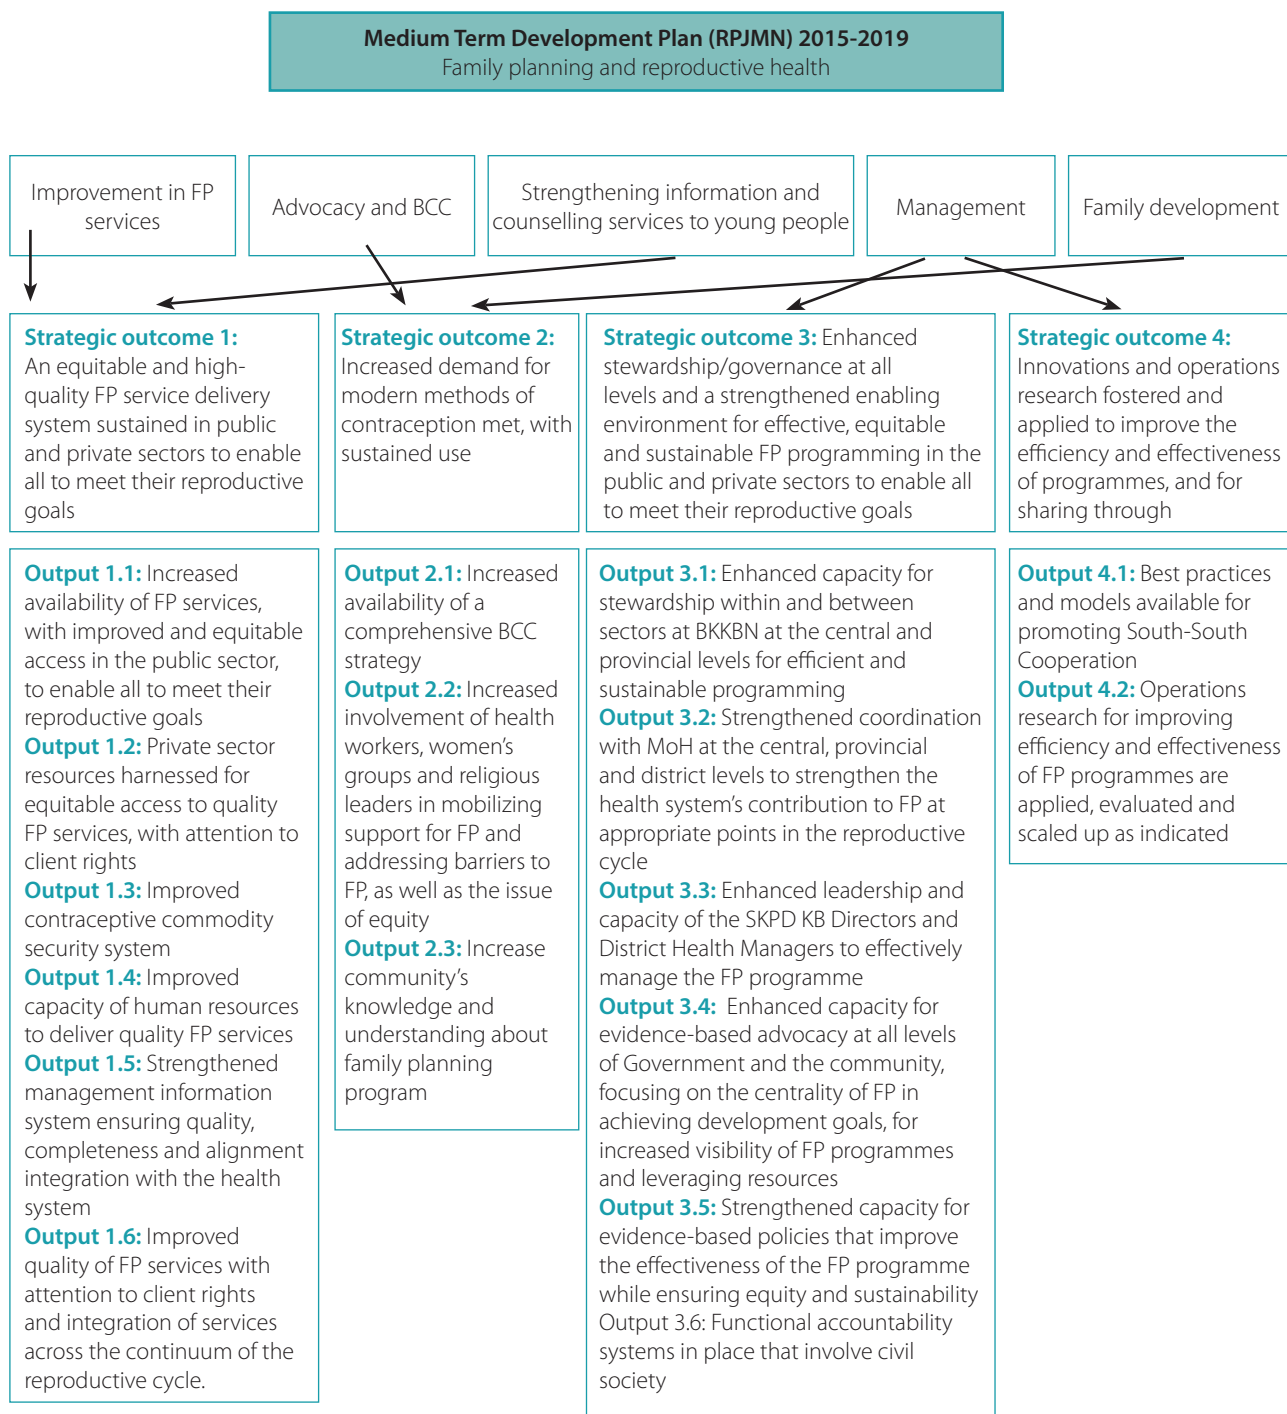 Medium Term Development Plan (RPJMN) 2015-2019
Family planning and reproductive health
Improvement in FP
services
Advocacy and BCC
Strengthening information and
counselling services to young people
Management
Family development
Strategic outcome 1:
An equitable and high-
quality FP service delivery
system sustained in public
and private sectors to enable
all to meet their reproductive
goals
Strategic outcome 2:
Increased demand for
modern methods of
contraception met, with
sustained use
Strategic outcome 3: Enhanced
stewardship/governance at all
levels and a strengthened enabling
environment for effective, equitable
and sustainable FP programming in the
public and private sectors to enable all
to meet their reproductive goals
Strategic outcome 4:
Innovations and operations
research fostered and
applied to improve the
efficiency and effectiveness
of programmes, and for
sharing through
Output 1.1: Increased
availability of FP services,
with improved and equitable
access in the public sector,
to enable all to meet their
reproductive goals
Output 1.2: Private sector
resources harnessed for
equitable access to quality
FP services, with attention to
client rights
Output 1.3: Improved
contraceptive commodity
security system
Output 1.4: Improved
capacity of human resources
to deliver quality FP services
Output 1.5: Strengthened
management information
system ensuring quality,
completeness and alignment
integration with the health
system
Output 1.6: Improved
quality of FP services with
attention to client rights
and integration of services
across the continuum of the
reproductive cycle.
Output 2.1: Increased
availability of a
comprehensive BCC
strategy
Output 2.2: Increased
involvement of health
workers, women's
groups and religious
leaders in mobilizing
support for FP and
addressing barriers to
FP, as well as the issue
of equity
Output 2.3: Increase
community's
knowledge and
understanding about
family planning
program
Output 3.1: Enhanced capacity for
stewardship within and between
sectors at BKKBN at the central and
provincial levels for efficient and
sustainable programming
Output 3.2: Strengthened coordination
with MoH at the central, provincial
and district levels to strengthen the
health system's contribution to FP at
appropriate points in the reproductive
cycle
Output 3.3: Enhanced leadership and
capacity of the SKPD KB Directors and
District Health Managers to effectively
manage the FP programme
Output 3.4: Enhanced capacity for
evidence-based advocacy at all levels
of Government and the community,
focusing on the centrality of FP in
achieving development goals, for
increased visibility of FP programmes
and leveraging resources
Output 3.5: Strengthened capacity for
evidence-based policies that improve
the effectiveness of the FP programme
while ensuring equity and sustainability
Output 3.6: Functional accountability
systems in place that involve civil
society
Output 4.1: Best practices
and models available for
promoting South-South
Cooperation
Output 4.2: Operations
research for improving
efficiency and effectiveness
of FP programmes are
applied, evaluated and
scaled up as indicated